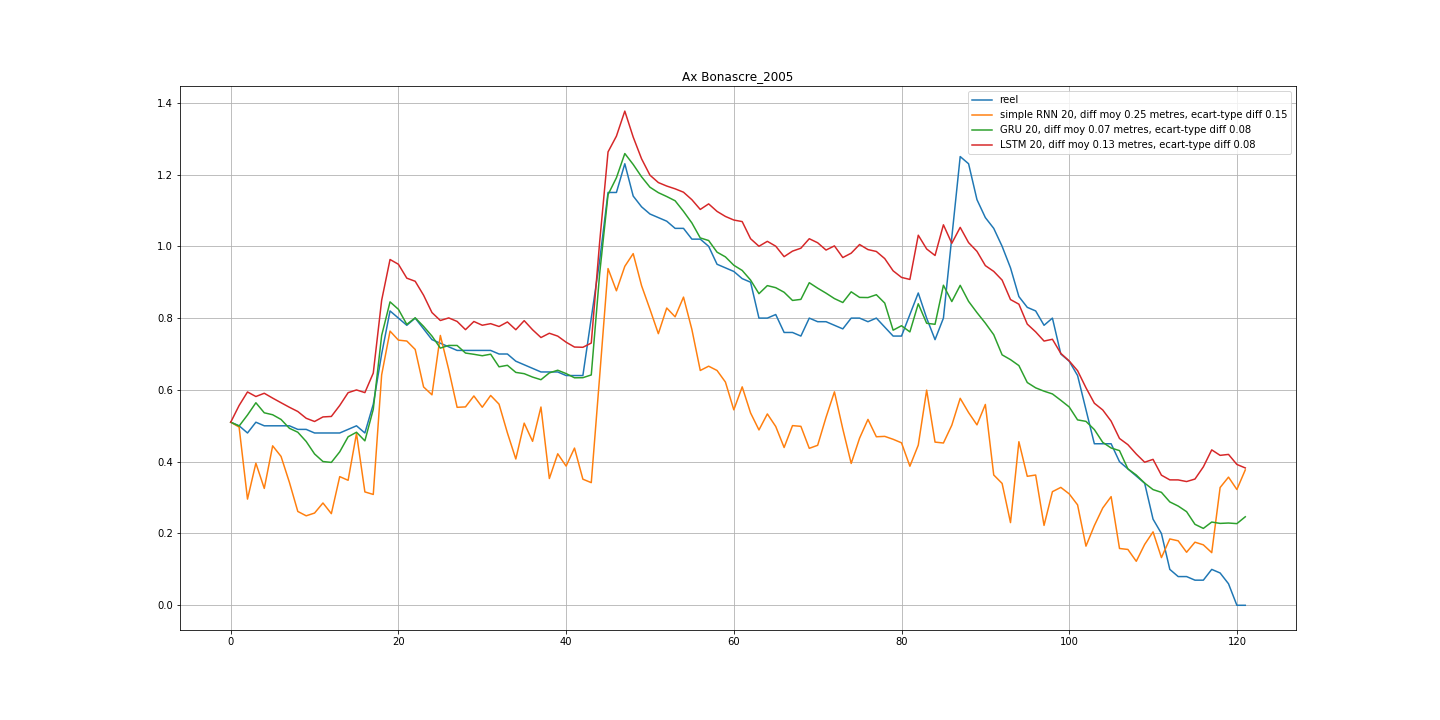 Ax Bonascre_2005
reel
simple RNN 20, diff moy 0.25 metres, ecart-type diff 0.15
GRU 20, diff moy 0.07 metres, ecart-type diff 0.08
LSTM 20, diff moy 0.13 metres, ecart-type diff 0.08
1.4
1.2
1.0
0.8
0.6
0.4
0.2
0.0
0 20 40 60 80 100 120